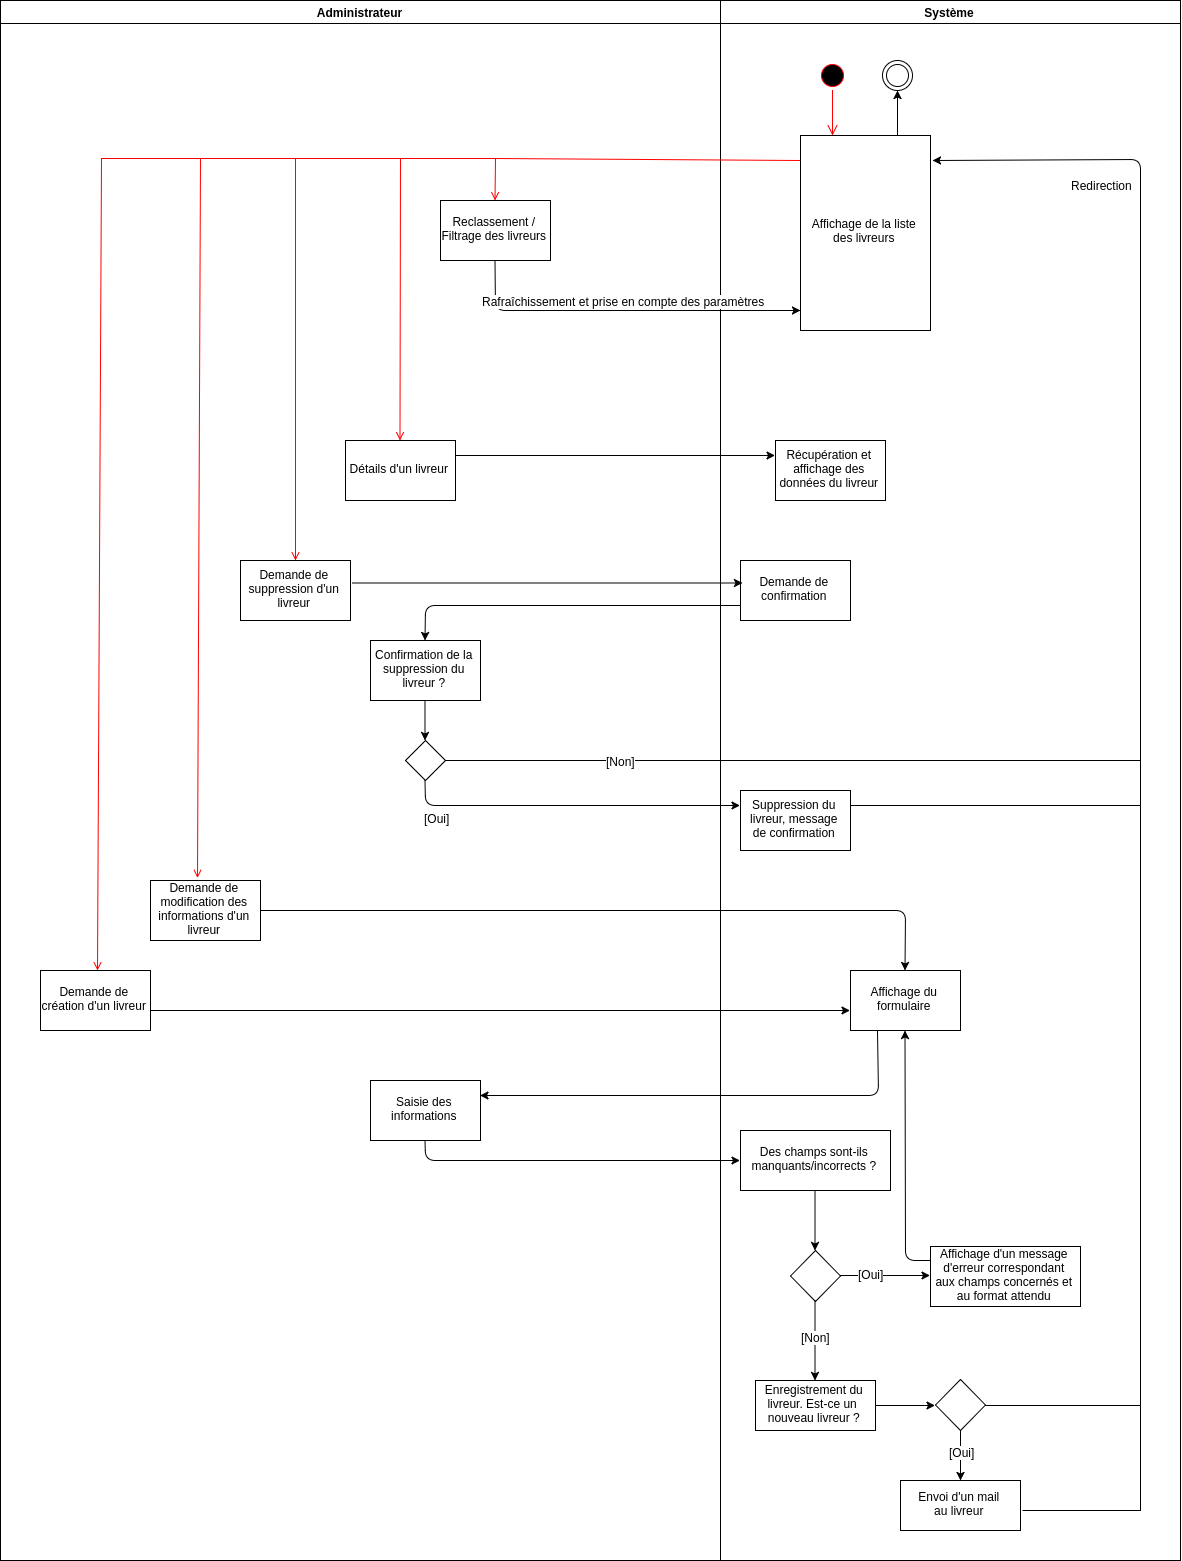 Administrateur
Système
Redirection
Affichage de la liste
des livreurs
Reclassement /
Filtrage des livreurs
Rafraîchissement et prise en compte des paramètres
Détails d'un livreur
Récupération et
affichage des
données du livreur
Demande de
suppression d'un
livreur
Demande de
confirmation
Confirmation de la
suppression du
livreur ?
[Non]
[Oui]
Suppression du
livreur, message
de confirmation
Demande de
modification des
informations d'un
livreur
Demande de
création d'un livreur
Affichage du
formulaire
Saisie des
informations
Des champs sont-ils
manquants/incorrects ?
[Oui]
Affichage d'un message
d'erreur correspondant
aux champs concernés et
au format attendu
[Non]
Enregistrement du
livreur. Est-ce un
nouveau livreur ?
[Oui]
Envoi d'un mail
au livreur